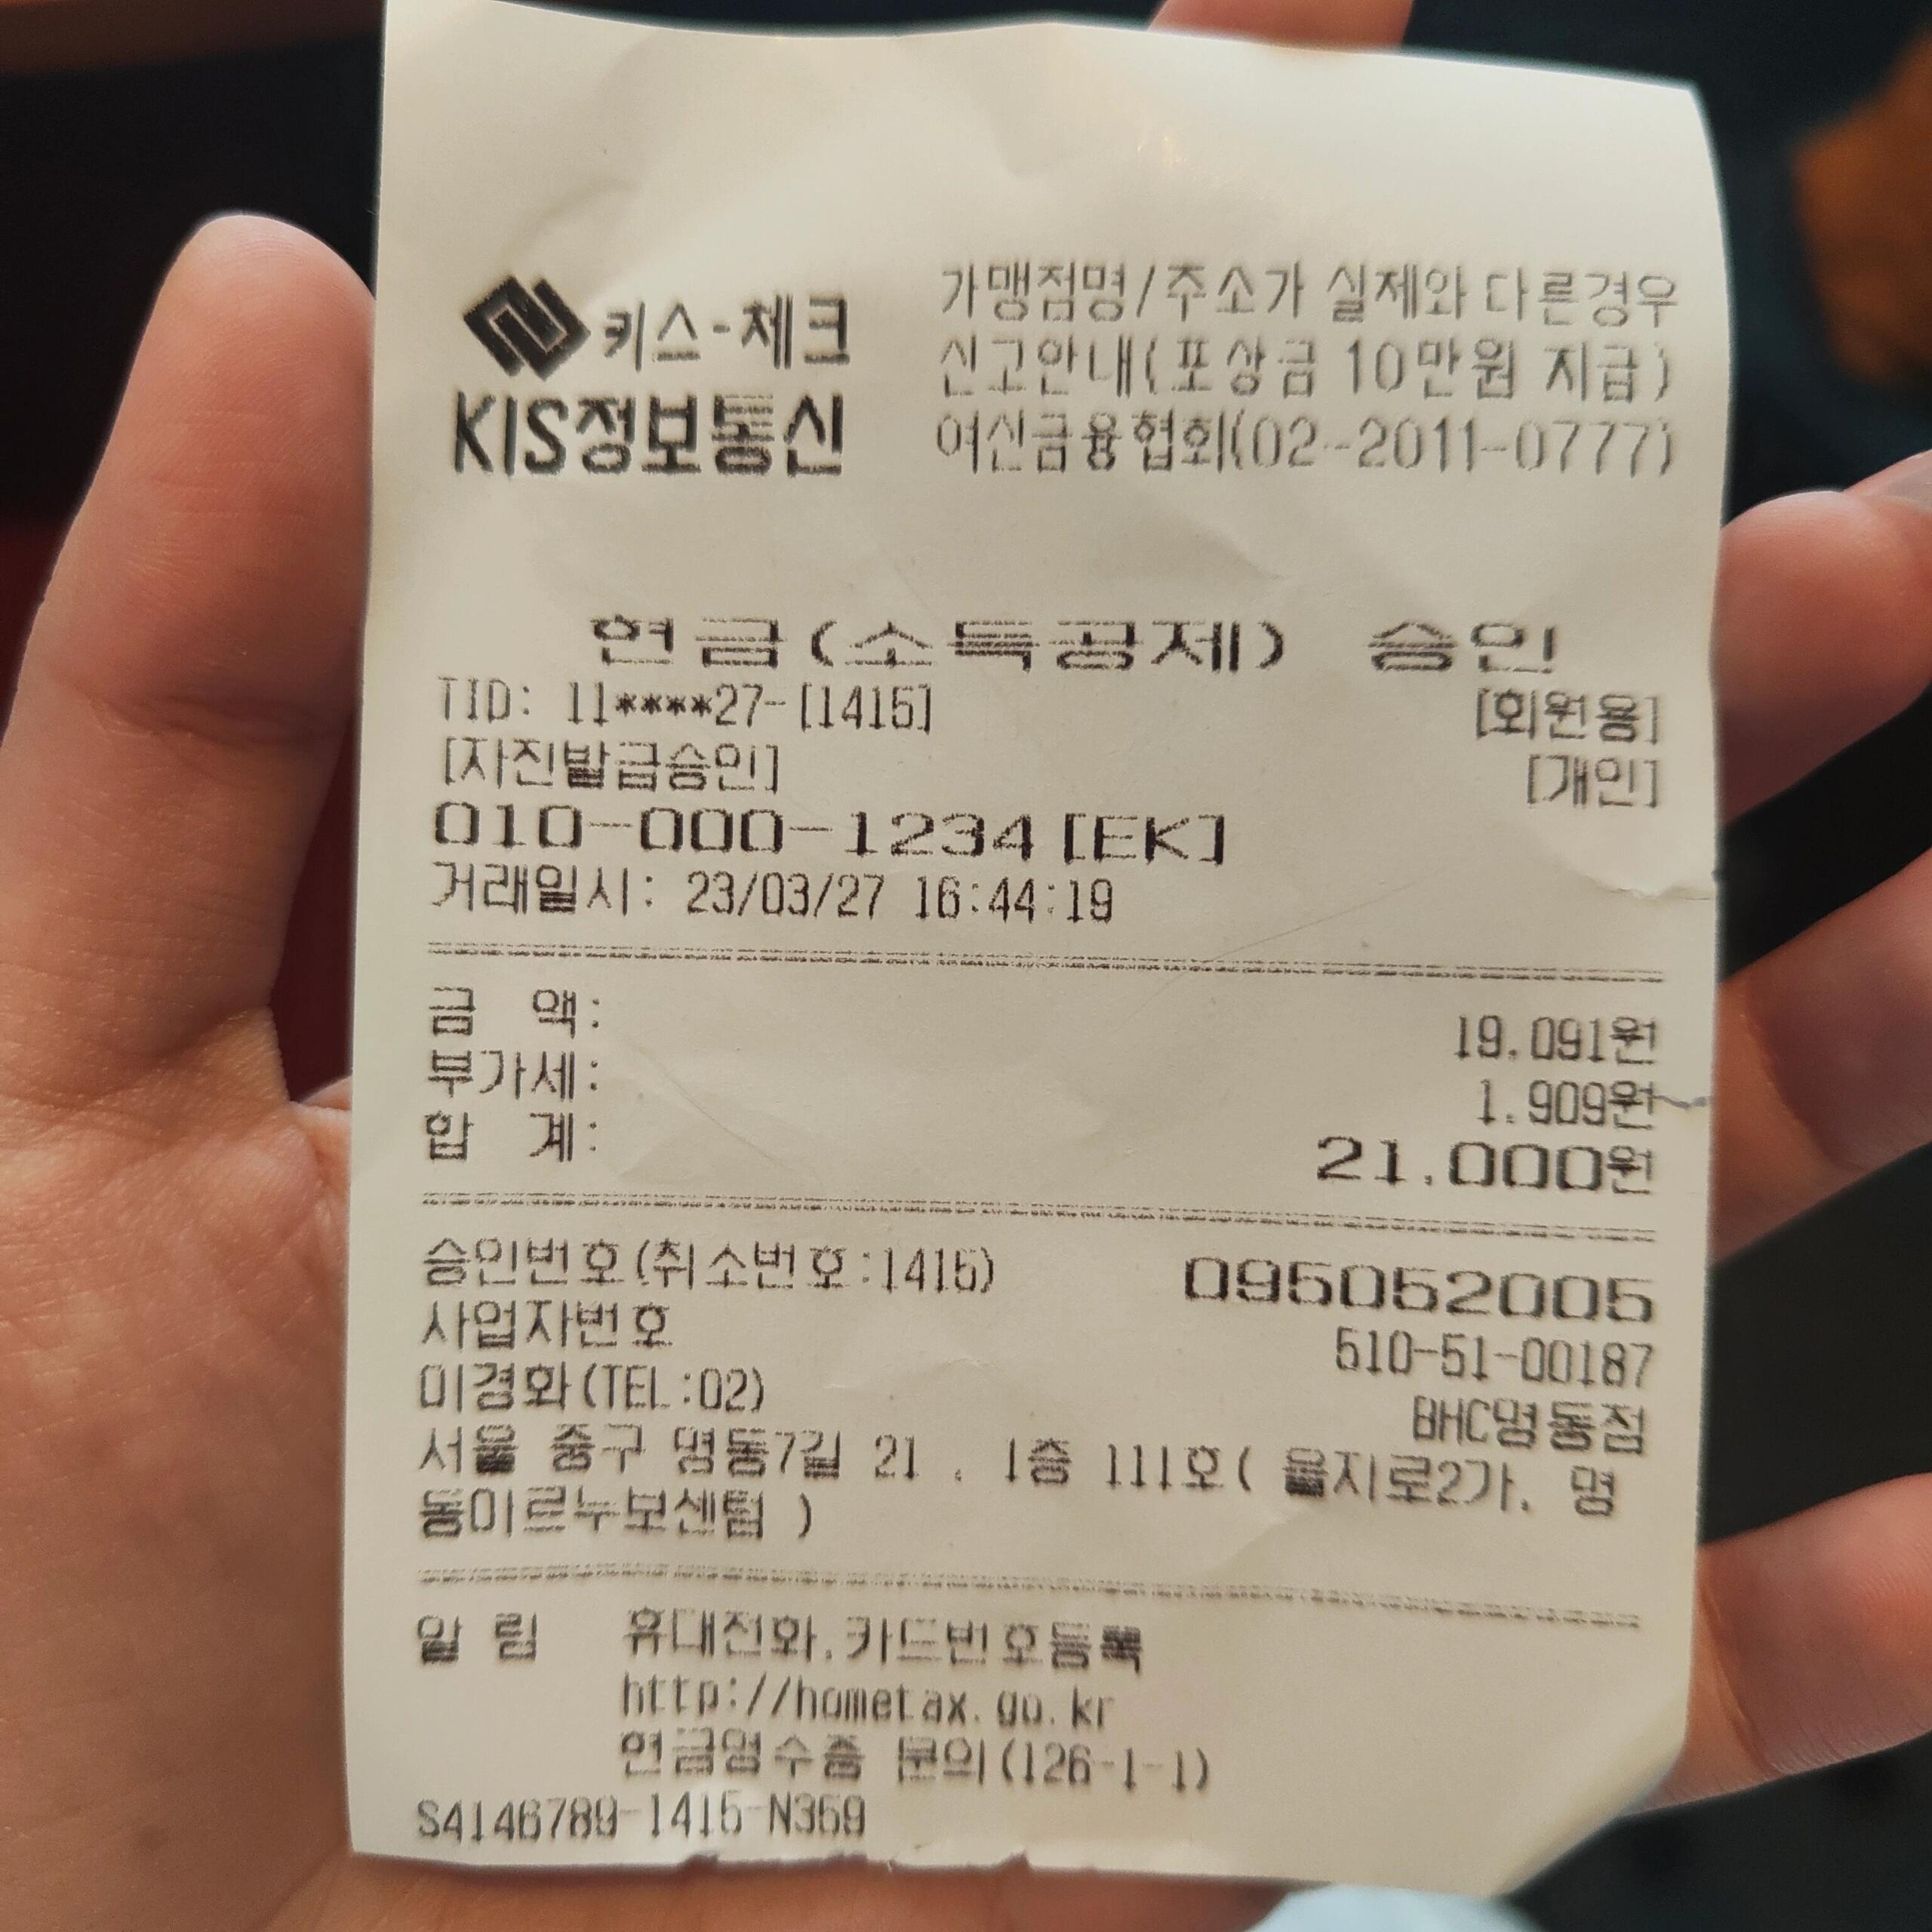 키스-체크
KIS정보통신
가맹점명/주소가 실제와 다른경우
신고안내(포상금 10만원 지급)
여신금융협회(02-2011-0777)
현금(소득공제) 승인
TID: 11****27-[1415] [회원용]
[자진발급승인] [개인]
010-000-1234[EK]
거래일시: 23/03/27 16:44:19
금 액: 19,091원
부가세: 1,909원
합 계: 21,000원
승인번호(취소번호:1415) 095052005
사업자번호 510-51-00187
이경화(TEL:02) BHC명동점
서울 중구 명동7길 21 , 1층 111호( 을지로2가, 명
동미르누보센텀 )
알 림 휴대전화,카드번호등록
http://hometax.go.kr
현금영수증 문의(126-1-1)
S4146789-1415-N369